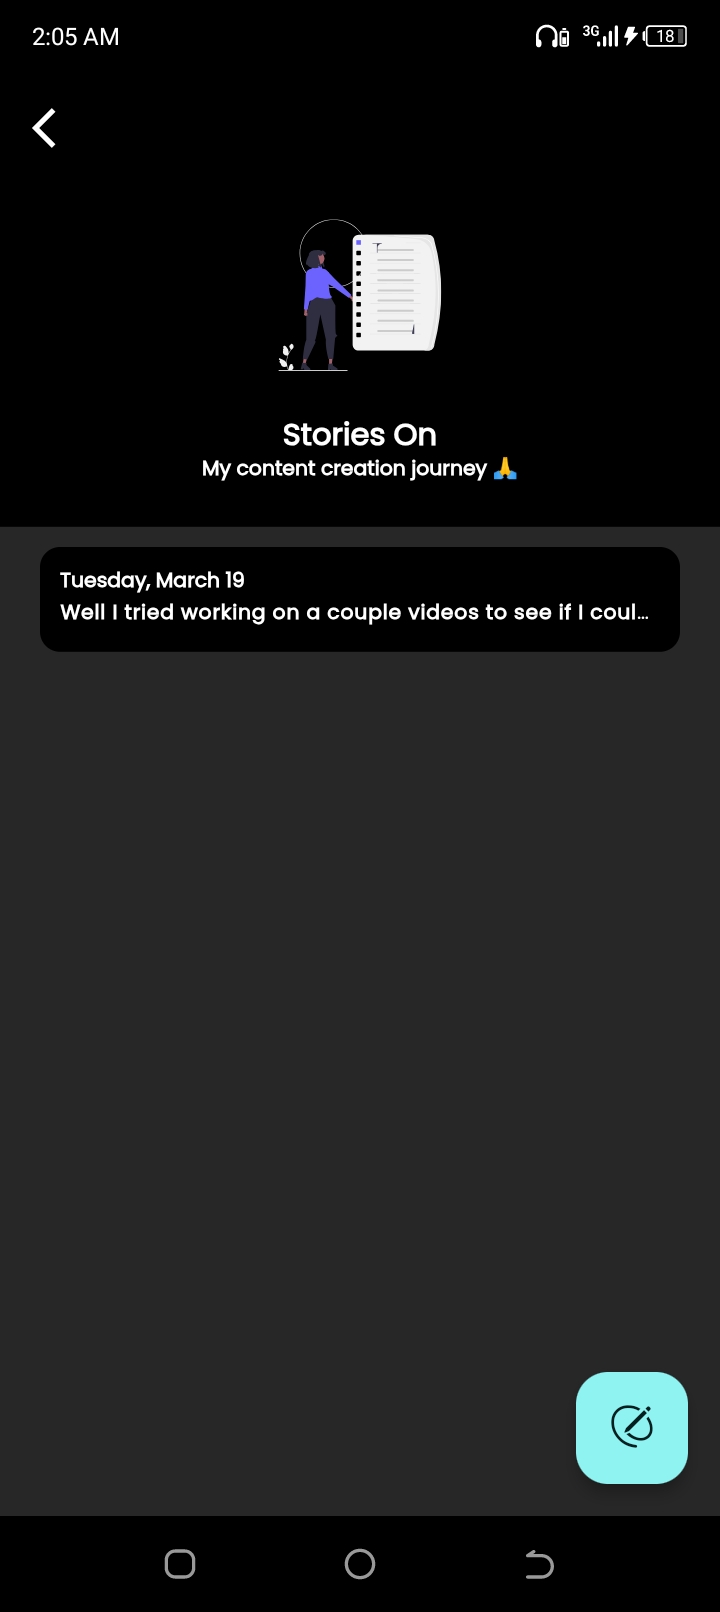 2:05 AM
3G
18
Stories On
My content creation journey 🙏
Tuesday, March 19
Well I tried working on a couple videos to see if I coul...